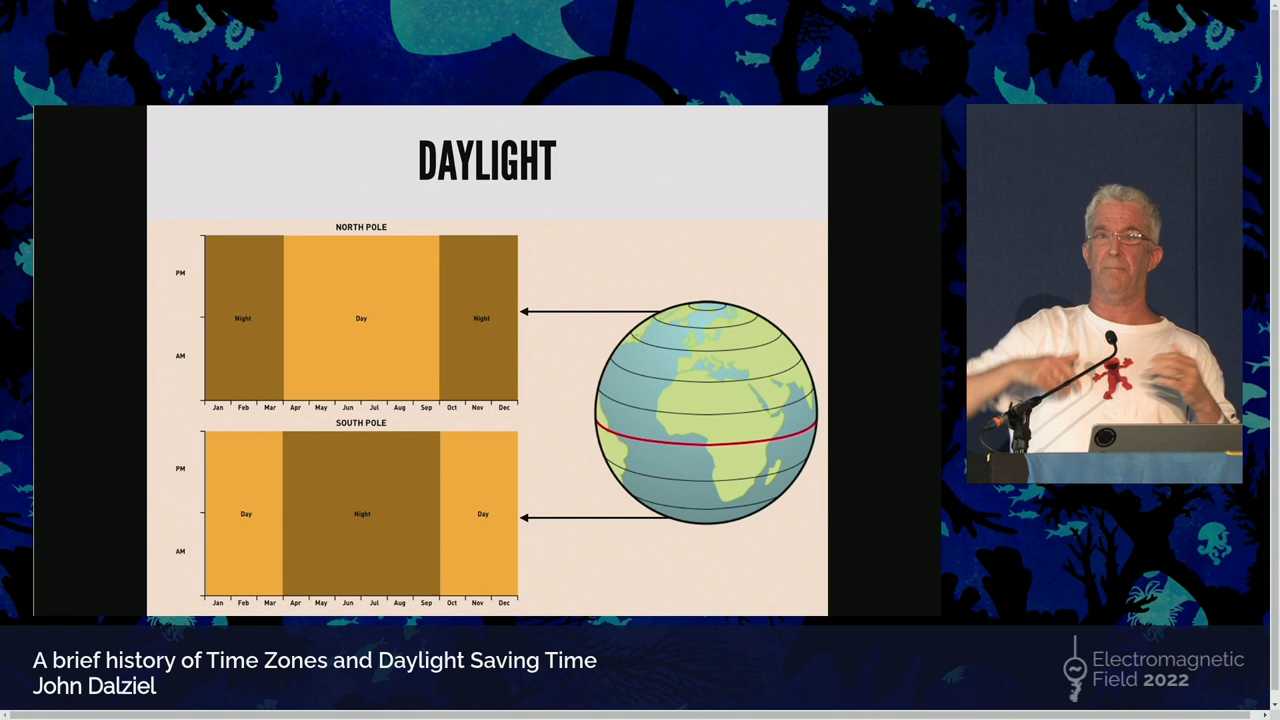 DAYLIGHT
NORTH POLE
PM
AM
Night
Day
Night
Jan Feb Mar Apr May Jun Jul Aug Sep Oct Nov Dec
SOUTH POLE
PM
AM
Day
Night
Day
Jan Feb Mar Apr May Jun Jul Aug Sep Oct Nov Dec
A brief history of Time Zones and Daylight Saving Time
John Dalziel
Electromagnetic
Field 2022